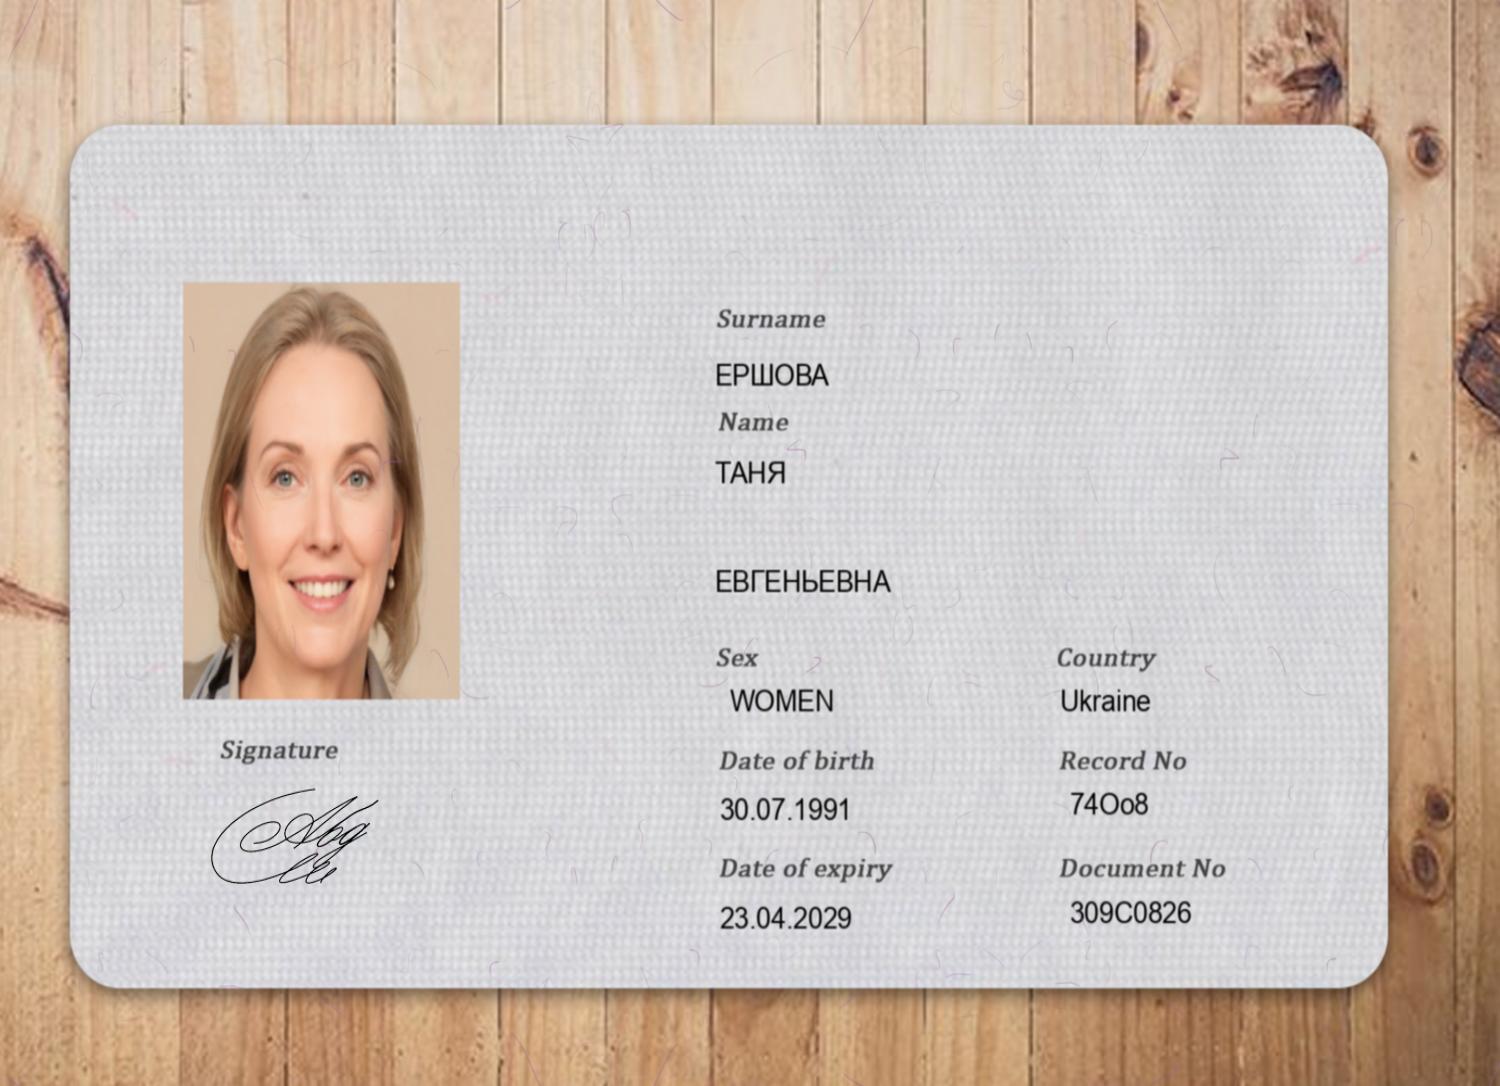 Surname
ЕРШОВА
Name
ТАНЯ
ЕВГЕНЬЕВНА
Sex
WOMEN
Country
Ukraine
Date of birth
30.07.1991
Record No
74Oo8
Date of expiry
23.04.2029
Document No
309C0826
Signature